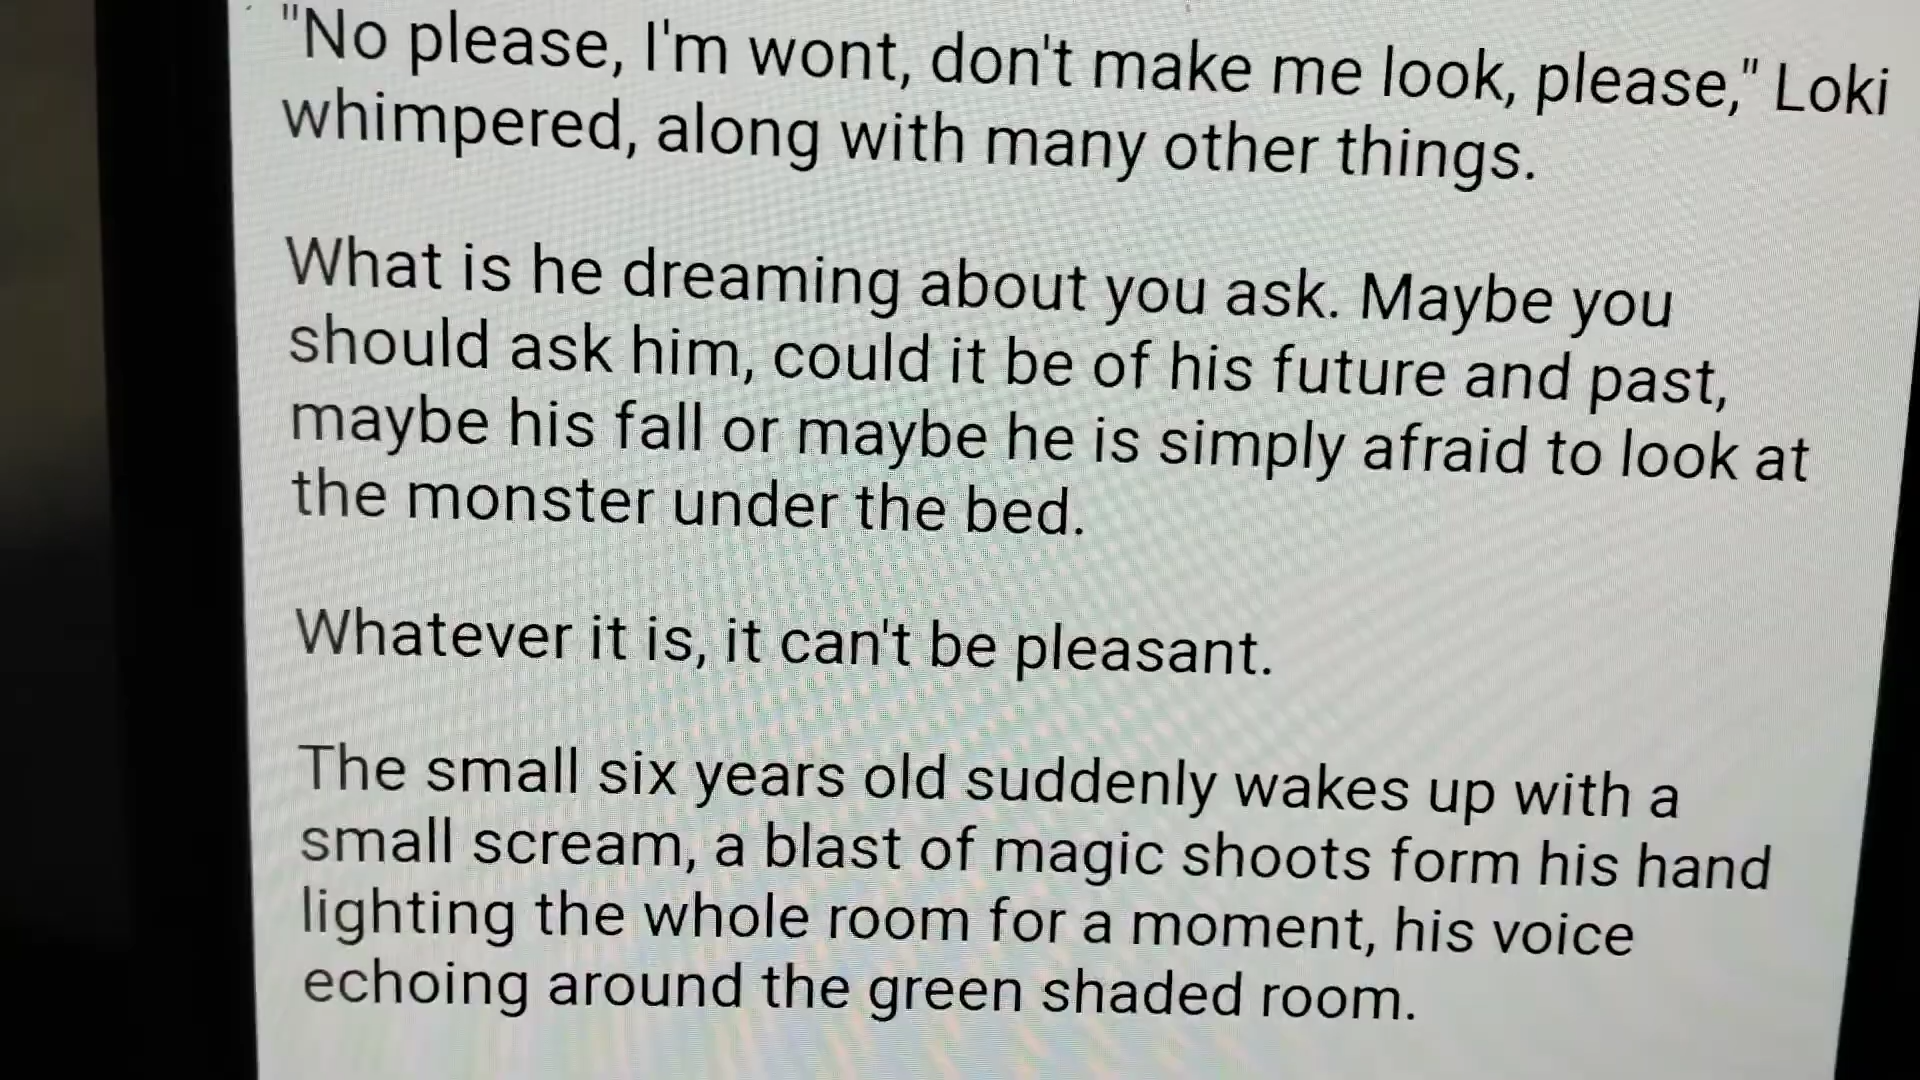 "No please, I'm wont, don't make me look, please," Loki
whimpered, along with many other things.
What is he dreaming about you ask. Maybe you
should ask him, could it be of his future and past,
maybe his fall or maybe he is simply afraid to look at
the monster under the bed.
Whatever it is, it can't be pleasant.
The small six years old suddenly wakes up with a
small scream, a blast of magic shoots form his hand
lighting the whole room for a moment, his voice
echoing around the green shaded room.